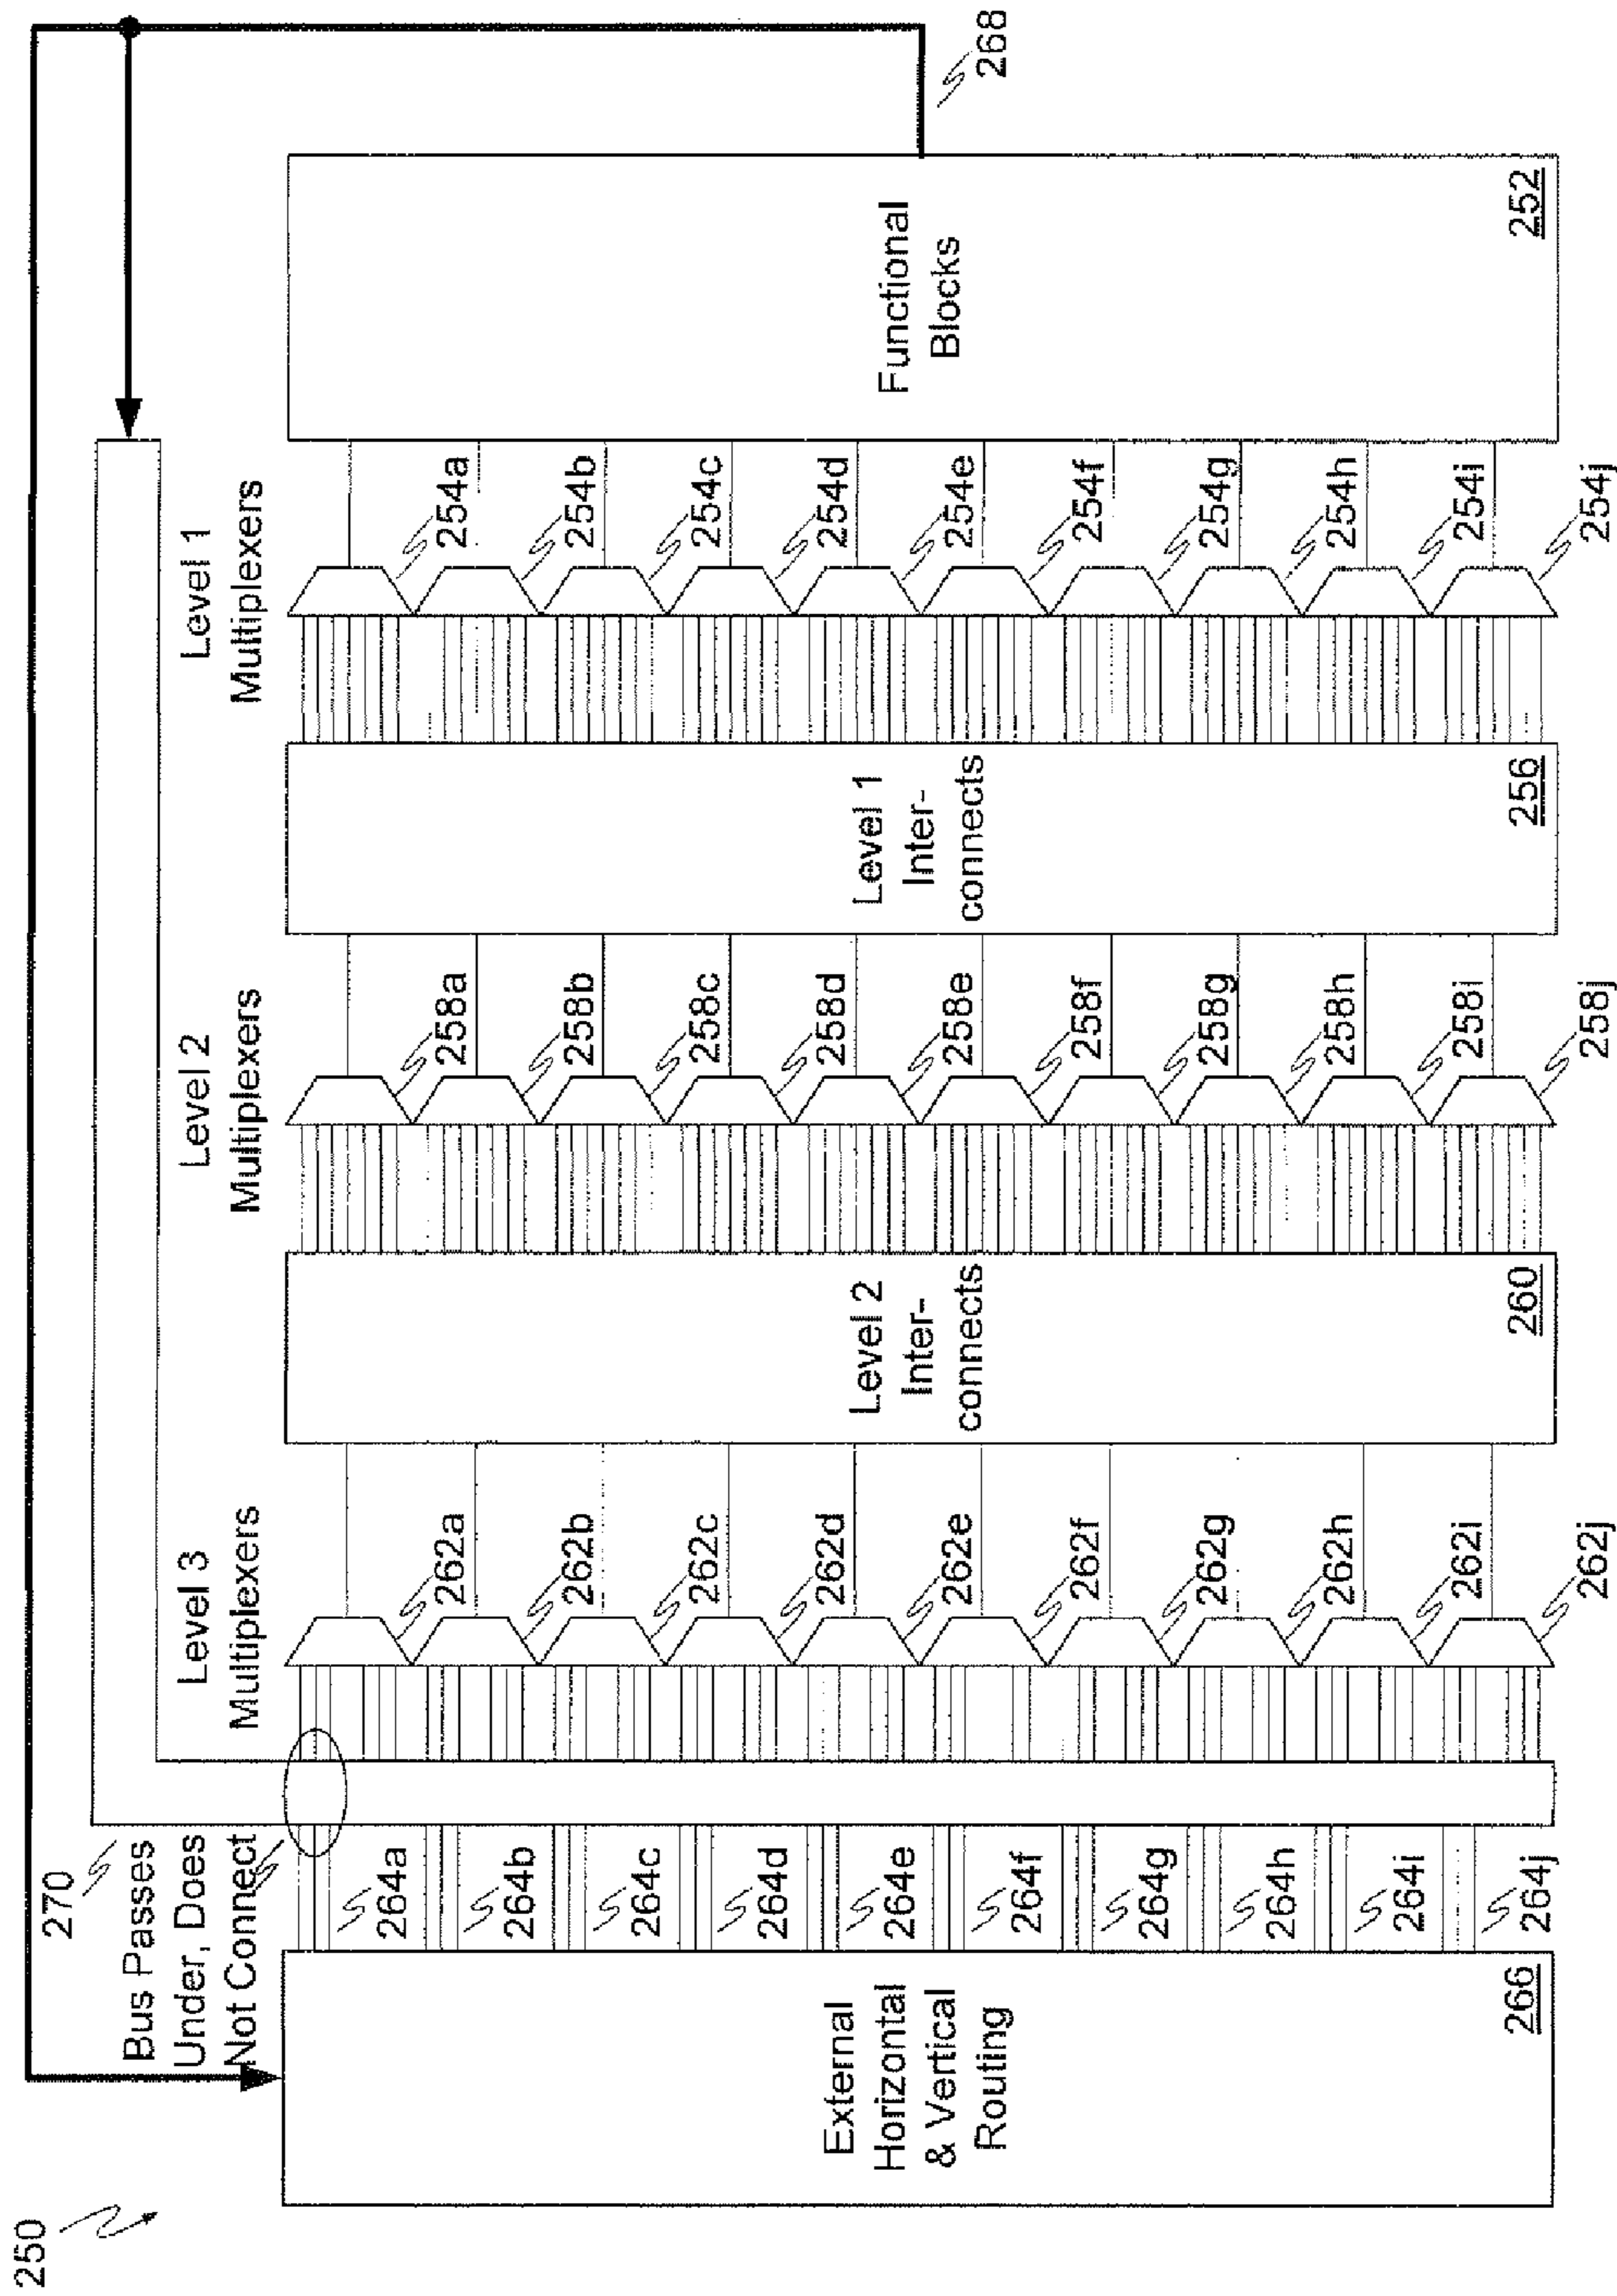 250
270
Bus Passes
Under, Does
Not Connect
Level 3
Multiplexers
Level 2
Multiplexers
Level 1
Multiplexers
268
External
Horizontal
& Vertical
Routing
266
264a
264b
264c
264d
264e
264f
264g
264h
264i
264j
262a
262b
262c
262d
262e
262f
262g
262h
262i
262j
Level 2
Inter-
connects
260
258a
258b
258c
258d
258e
258f
258g
258h
258i
258j
Level 1
Inter-
connects
256
254a
254b
254c
254d
254e
254f
254g
254h
254i
254j
Functional
Blocks
252